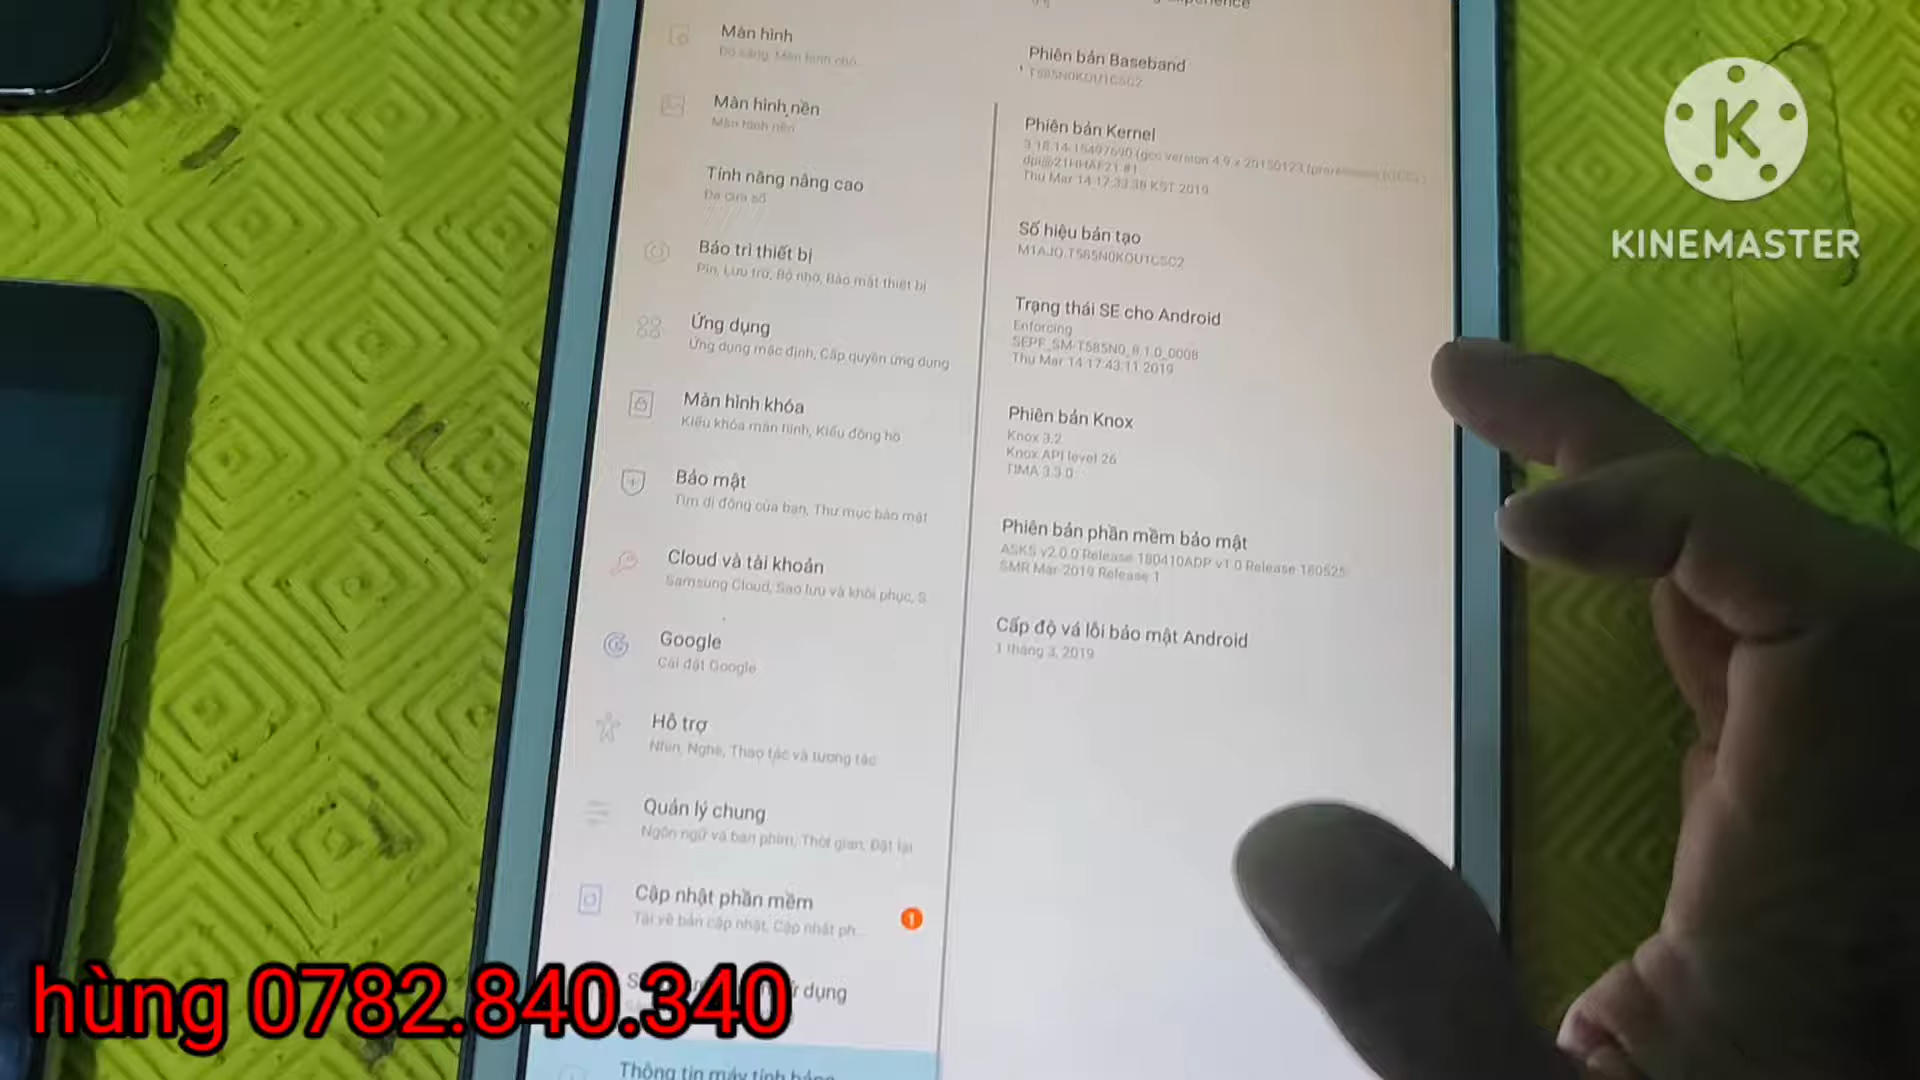 Màn hình
Độ sáng, Màn hình chờ
Màn hình nền
Màn hình nền
Tính năng nâng cao
Đa cửa sổ
Bảo trì thiết bị
Pin, Lưu trữ, Bộ nhớ, Bảo mật thiết bị
Ứng dụng
Ứng dụng mặc định, Cấp quyền ứng dụng
Màn hình khóa
Kiểu khóa màn hình, Kiểu đồng hồ
Bảo mật
Tìm di động của bạn, Thư mục bảo mật
Cloud và tài khoản
Samsung Cloud, Sao lưu và khôi phục, S
Google
Cài đặt Google
Hỗ trợ
Nhìn, Nghe, Thao tác và tương tác
Quản lý chung
Ngôn ngữ và bàn phím, Thời gian, Đặt lại
Cập nhật phần mềm
Tải về bản cập nhật, Cập nhật ph...
1
dụng
Thông tin máy tính bảng
Phiên bản Baseband
T585N0KOU1CSC2
Phiên bản Kernel
3.18.14-15497690 (gcc version 4.9.x 20150123
dpi@21HHAF21 #1
Thu Mar 14 17:33:38 KST 2019
Số hiệu bản tạo
M1AJQ.T585N0KOU1CSC2
Trạng thái SE cho Android
Enforcing
SEPF_SM-T585N0_8.1.0_0008
Thu Mar 14 17:43:11 2019
Phiên bản Knox
Knox 3.2
Knox API level 26
TIMA 3.3.0
Phiên bản phần mềm bảo mật
ASKS v2.0.0 Release 180410ADP v1.0 Release 180525
SMR Mar-2019 Release 1
Cấp độ vá lỗi bảo mật Android
1 tháng 3, 2019
K
KINEMASTER
hùng 0782.840.340